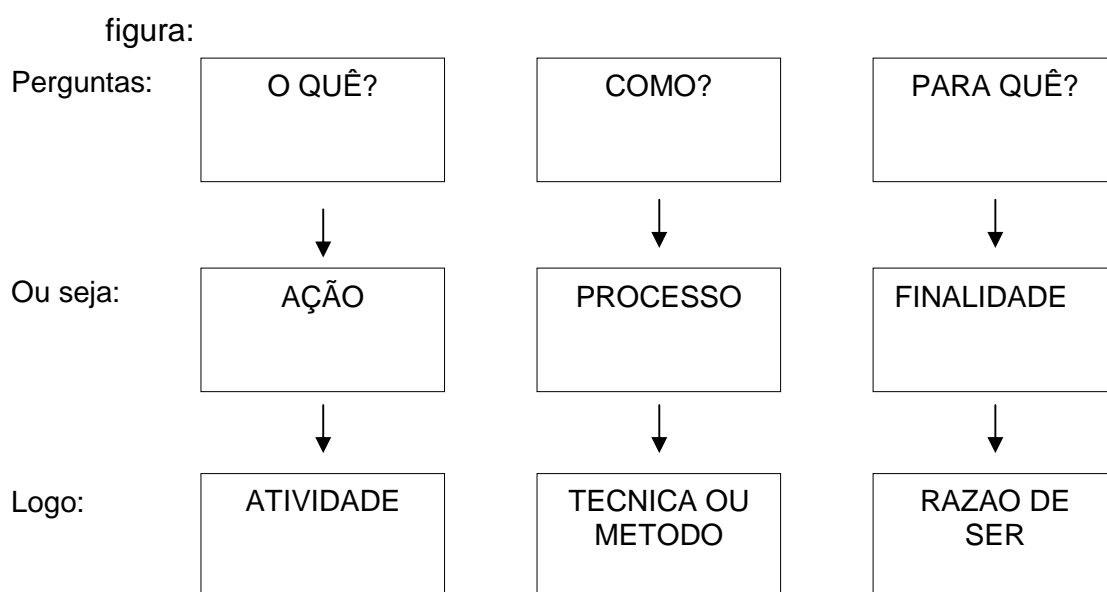 figura:
Perguntas: O QUÊ? COMO? PARA QUÊ?
Ou seja: AÇÃO PROCESSO FINALIDADE
Logo: ATIVIDADE TECNICA OU RAZAO DE
METODO SER